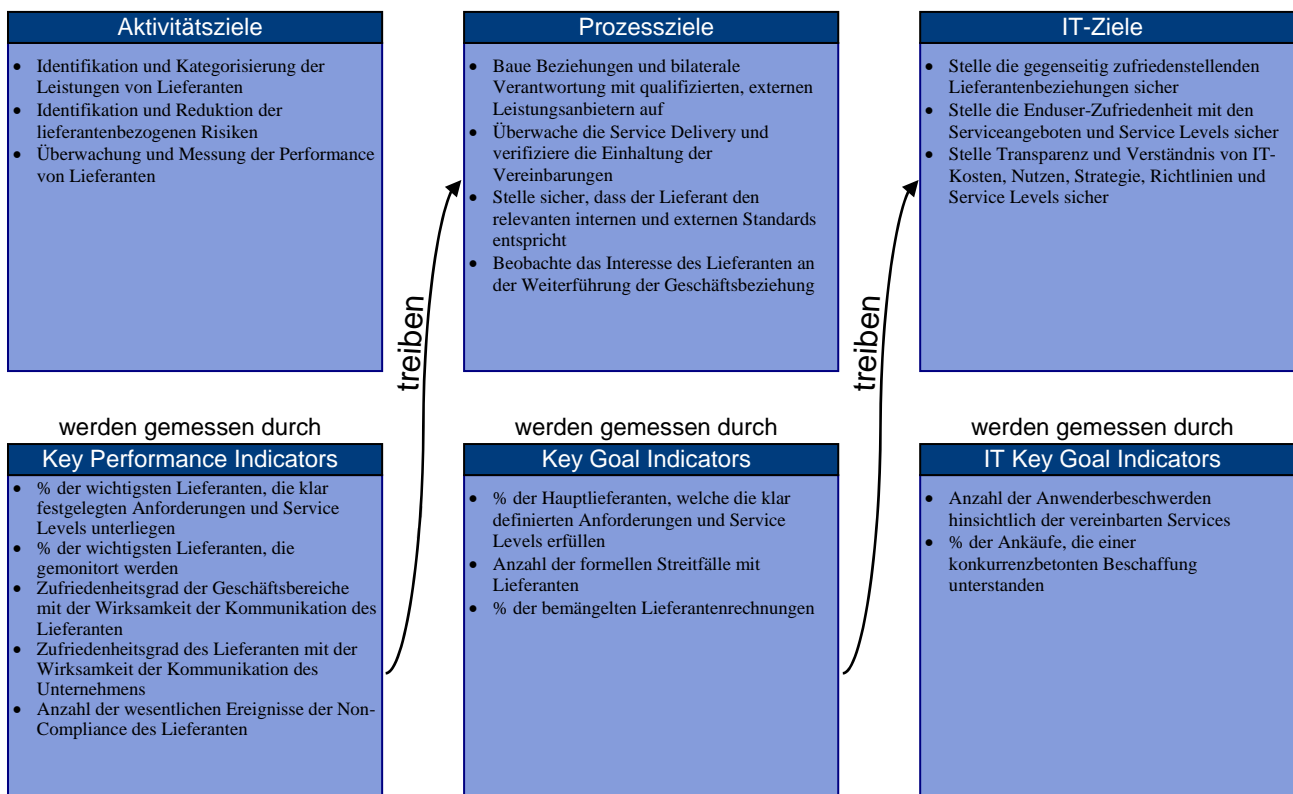 Aktivitätsziele
• Identifikation und Kategorisierung der
Leistungen von Lieferanten
• Identifikation und Reduktion der
lieferantenbezogenen Risiken
• Überwachung und Messung der Performance
von Lieferanten
Prozessziele
• Baue Beziehungen und bilaterale
Verantwortung mit qualifizierten, externen
Leistungsanbietern auf
• Überwache die Service Delivery und
verifiziere die Einhaltung der
Vereinbarungen
• Stelle sicher, dass der Lieferant den
relevanten internen und externen Standards
entspricht
• Beobachte das Interesse des Lieferanten an
der Weiterführung der Geschäftsbeziehung
IT-Ziele
• Stelle die gegenseitig zufriedenstellenden
Lieferantenbeziehungen sicher
• Stelle die Enduser-Zufriedenheit mit den
Serviceangeboten und Service Levels sicher
• Stelle Transparenz und Verständnis von IT-
Kosten, Nutzen, Strategie, Richtlinien und
Service Levels sicher
treiben
treiben
werden gemessen durch
Key Performance Indicators
• % der wichtigsten Lieferanten, die klar
festgelegten Anforderungen und Service
Levels unterliegen
• % der wichtigsten Lieferanten, die
gemonitort werden
• Zufriedenheitsgrad der Geschäftsbereiche
mit der Wirksamkeit der Kommunikation des
Lieferanten
• Zufriedenheitsgrad des Lieferanten mit der
Wirksamkeit der Kommunikation des
Unternehmens
• Anzahl der wesentlichen Ereignisse der Non-
Compliance des Lieferanten
werden gemessen durch
Key Goal Indicators
• % der Hauptlieferanten, welche die klar
definierten Anforderungen und Service
Levels erfüllen
• Anzahl der formellen Streitfälle mit
Lieferanten
• % der bemängelten Lieferantenrechnungen
werden gemessen durch
IT Key Goal Indicators
• Anzahl der Anwenderbeschwerden
hinsichtlich der vereinbarten Services
• % der Ankäufe, die einer
konkurrenzbetonten Beschaffung
unterstanden